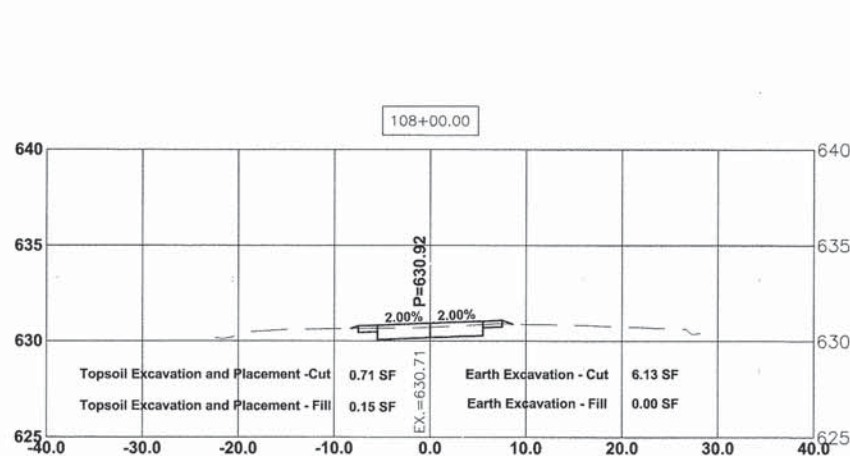 108+00.00
640
640
635
635
P=630.92
2.00%
2.00%
630
630
EX.=630.71
Topsoil Excavation and Placement -Cut 0.71 SF
Earth Excavation - Cut 6.13 SF
Topsoil Excavation and Placement - Fill 0.15 SF
Earth Excavation - Fill 0.00 SF
625
625
-40.0 -30.0 -20.0 -10.0 0.0 10.0 20.0 30.0 40.0